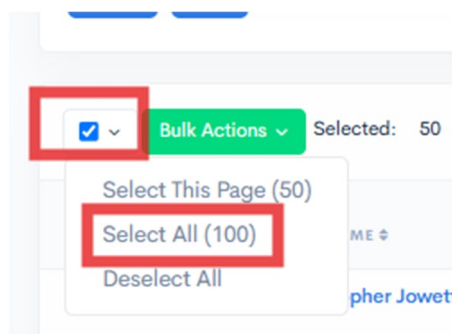 Bulk Actions Selected: 50
Select This Page (50)
Select All (100)
ME
Deselect All
pher Jowett